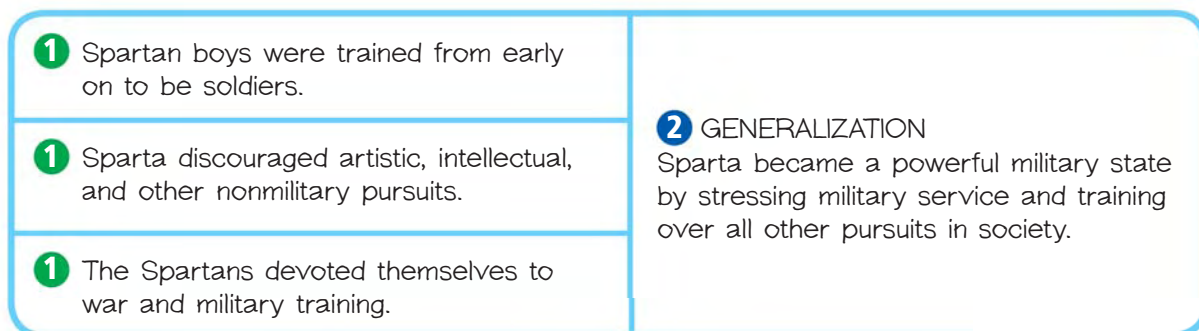 1 Spartan boys were trained from early
on to be soldiers.
1 Sparta discouraged artistic, intellectual,
and other nonmilitary pursuits.
1 The Spartans devoted themselves to
war and military training.
2 GENERALIZATION
Sparta became a powerful military state
by stressing military service and training
over all other pursuits in society.